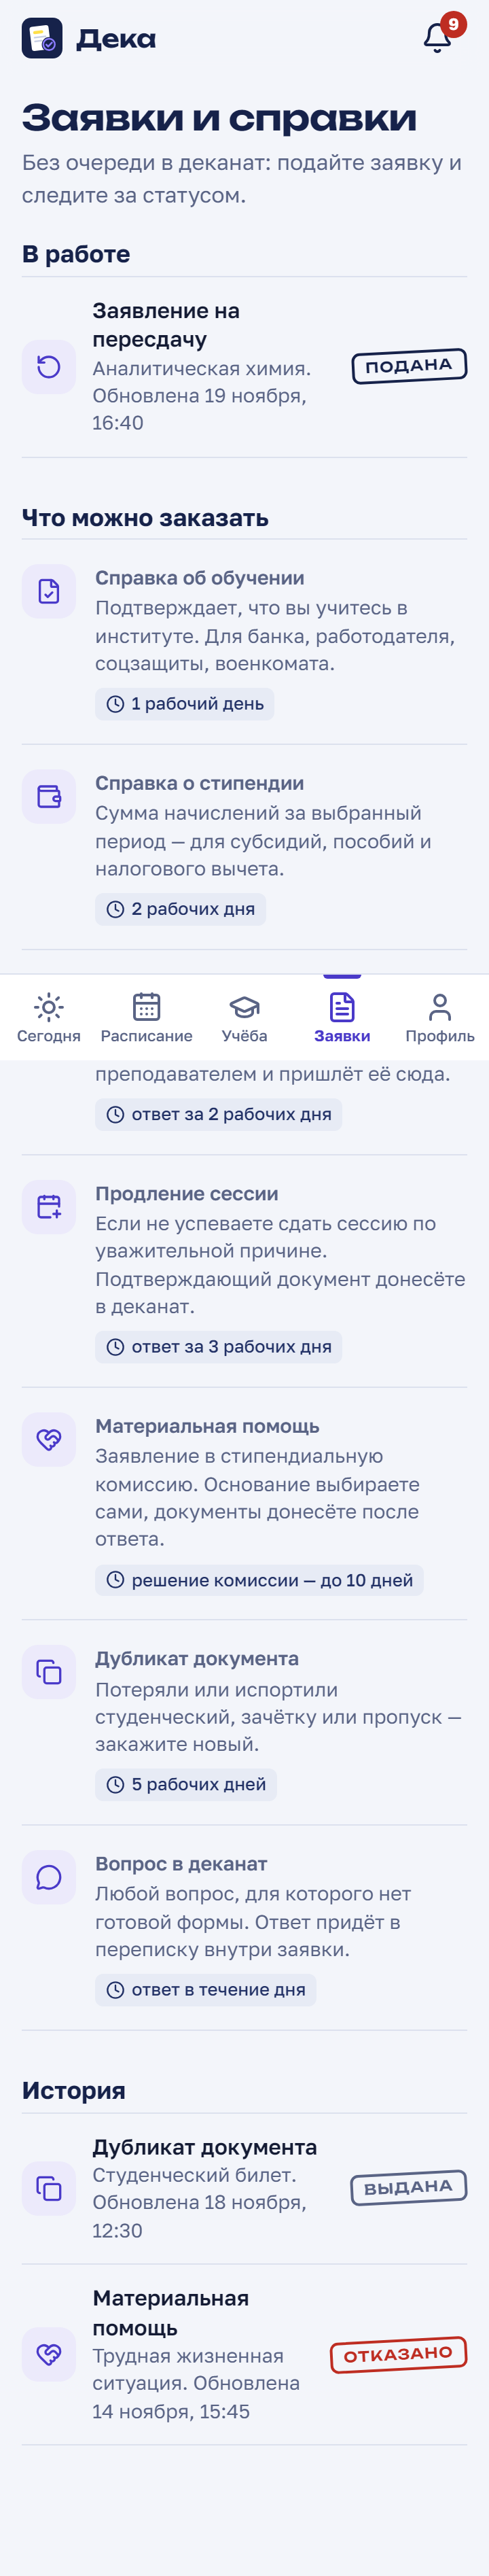 Дека
9
Заявки и справки
Без очереди в деканат: подайте заявку и
следите за статусом.
В работе
Заявление на
пересдачу
Аналитическая химия.
Обновлена 19 ноября,
16:40
ПОДАНА
Что можно заказать
Справка об обучении
Подтверждает, что вы учитесь в
институте. Для банка, работодателя,
соцзащиты, военкомата.
1 рабочий день
Справка о стипендии
Сумма начислений за выбранный
период — для субсидий, пособий и
налогового вычета.
2 рабочих дня
Сегодня
Расписание
Учёба
Заявки
Профиль
преподавателем и пришлёт её сюда.
ответ за 2 рабочих дня
Продление сессии
Если не успеваете сдать сессию по
уважительной причине.
Подтверждающий документ донесёте
в деканат.
ответ за 3 рабочих дня
Материальная помощь
Заявление в стипендиальную
комиссию. Основание выбираете
сами, документы донесёте после
ответа.
решение комиссии — до 10 дней
Дубликат документа
Потеряли или испортили
студенческий, зачётку или пропуск —
закажите новый.
5 рабочих дней
Вопрос в деканат
Любой вопрос, для которого нет
готовой формы. Ответ придёт в
переписку внутри заявки.
ответ в течение дня
История
Дубликат документа
Студенческий билет.
Обновлена 18 ноября,
12:30
ВЫДАНА
Материальная
помощь
Трудная жизненная
ситуация. Обновлена
14 ноября, 15:45
ОТКАЗАНО